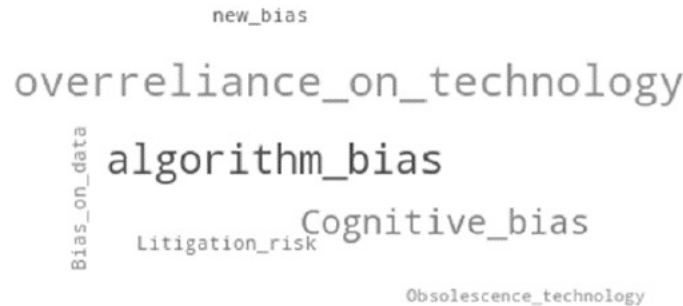 new_bias
overreliance_on_technology
Bias_on_data
algorithm_bias
Cognitive_bias
Litigation_risk
Obsolescence_technology